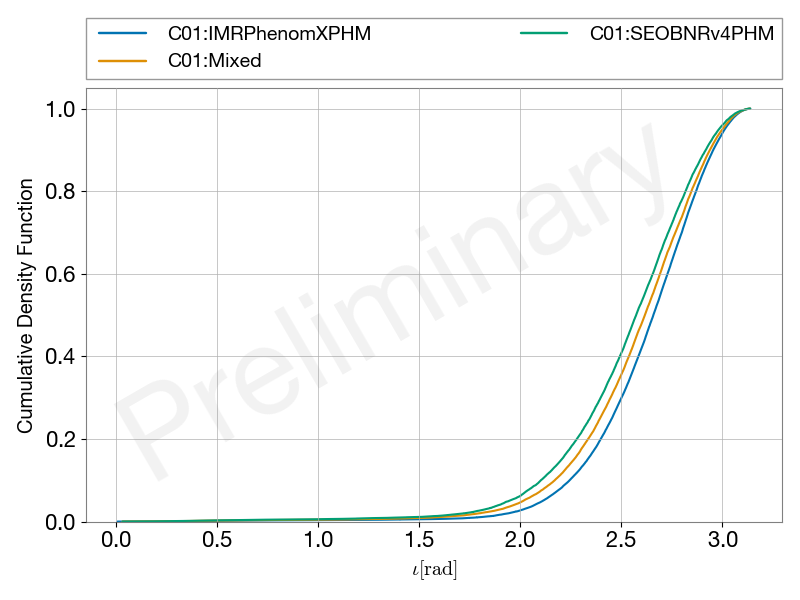 C01:IMRPhenomXPHM
C01:Mixed
C01:SEOBNRv4PHM
Cumulative Density Function
1.0
0.8
0.6
0.4
0.2
0.0
Preliminary
0.0 0.5 1.0 1.5 2.0 2.5 3.0
ι[rad]